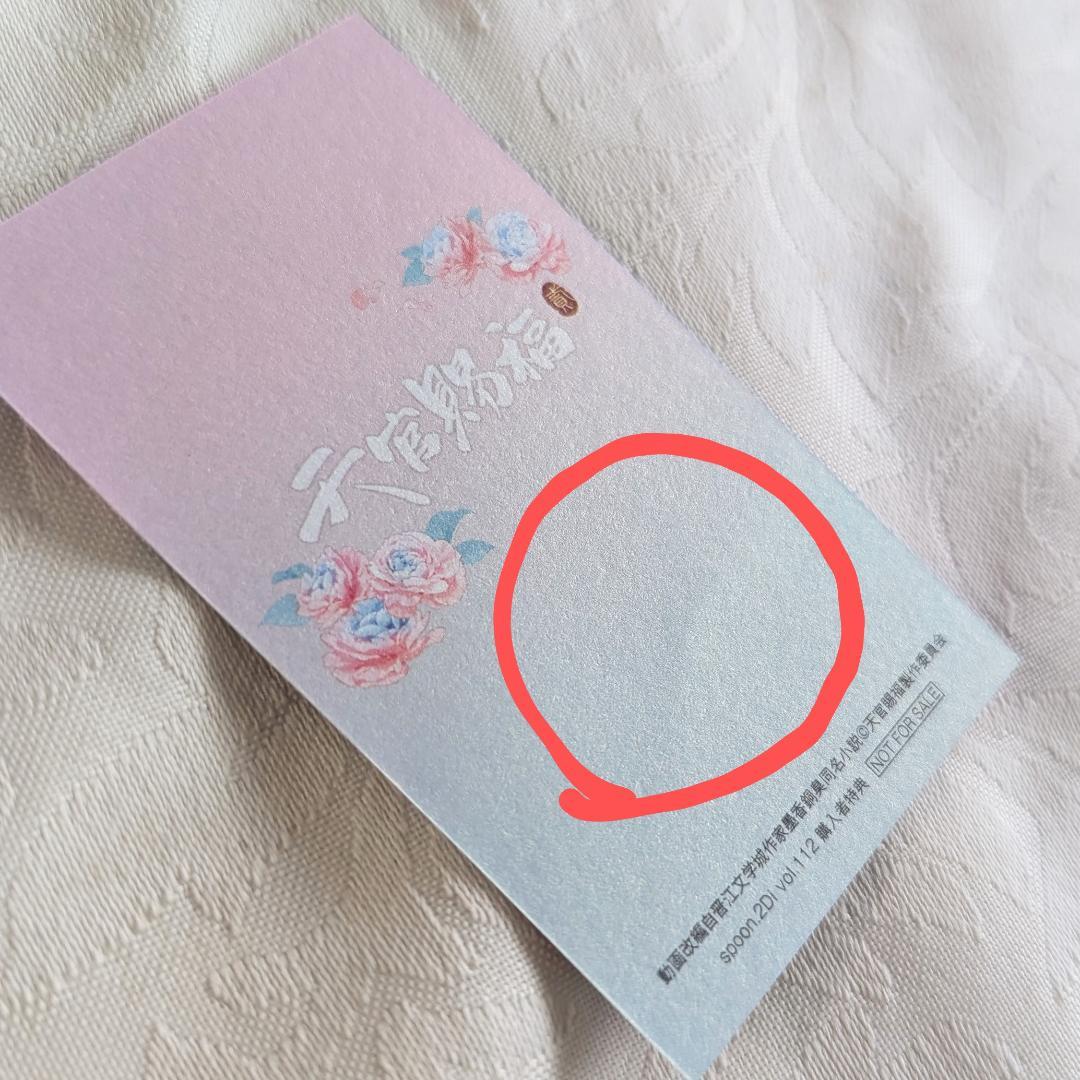 天官賜福
動画改編自晋江文学城作家墨香銅臭同名小説©天官賜福製作委員会
spoon.2Di vol.112 購入者特典 NOT FOR SALE